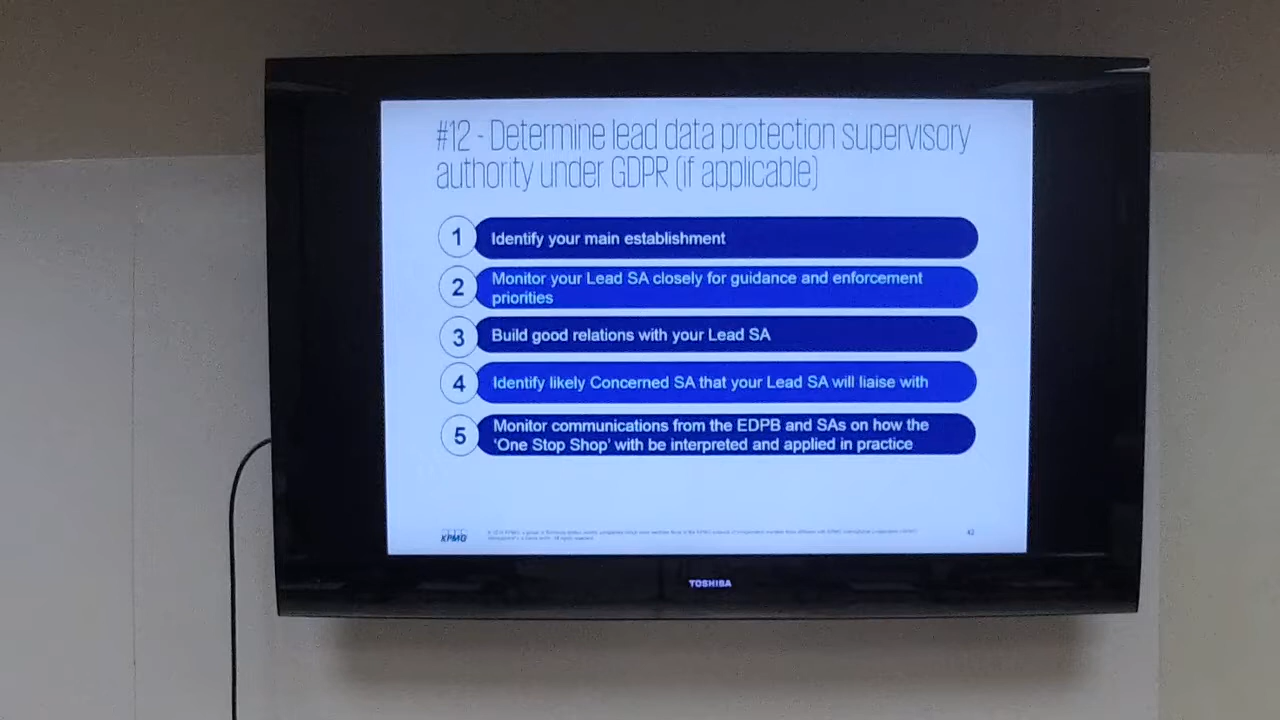 #12 - Determine lead data protection supervisory
authority under GDPR (if applicable)
1 Identify your main establishment
2 Monitor your Lead SA closely for guidance and enforcement
priorities
3 Build good relations with your Lead SA
4 Identify likely Concerned SA that your Lead SA will liaise with
5 Monitor communications from the EDPB and SAs on how the
‘One Stop Shop’ with be interpreted and applied in practice
KPMG
42
TOSHIBA